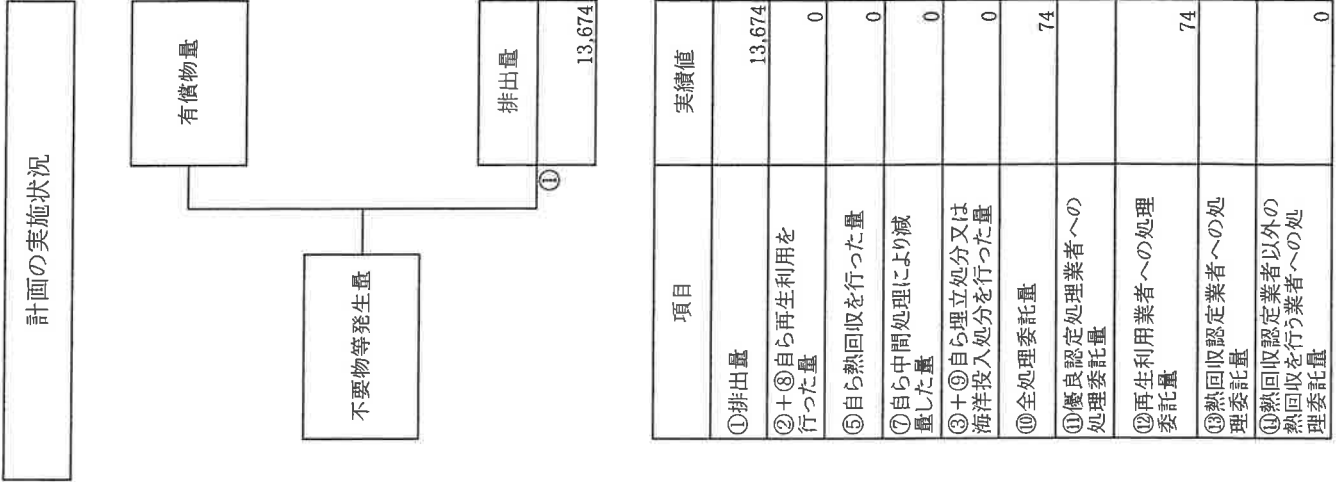 計画の実施状況
有償物量
不要物等発生量
排出量
①
13,674
項目 実績値
①排出量 13,674
②+⑧自ら再生利用を
行った量 0
⑤自ら熱回収を行った量 0
⑦自ら中間処理により減
量した量 0
③+⑨自ら埋立処分又は
海洋投入処分を行った量 0
⑩全処理委託量 74
⑪優良認定処理業者への
処理委託量
⑫再生利用業者への処理
委託量 74
⑬熱回収認定業者への処
理委託量
⑭熱回収認定業者以外の
熱回収を行う業者への処
理委託量 0